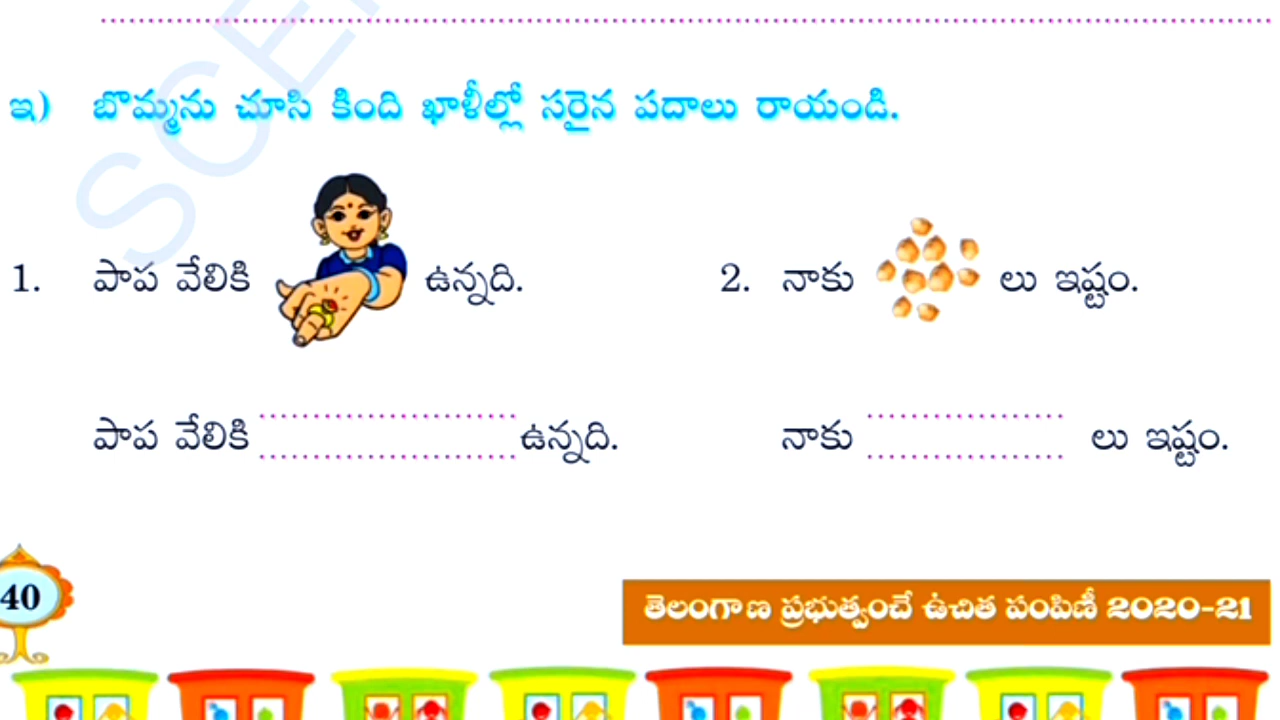 ఇ) బొమ్మను చూసి కింది ఖాళీల్లో సరైన పదాలు రాయండి.
1. పాప వేలికి ఉన్నది.
2. నాకు లు ఇష్టం.
పాప వేలికి ఉన్నది.
నాకు లు ఇష్టం.
40
తెలంగాణ ప్రభుత్వంచే ఉచిత పంపిణీ 2020-21